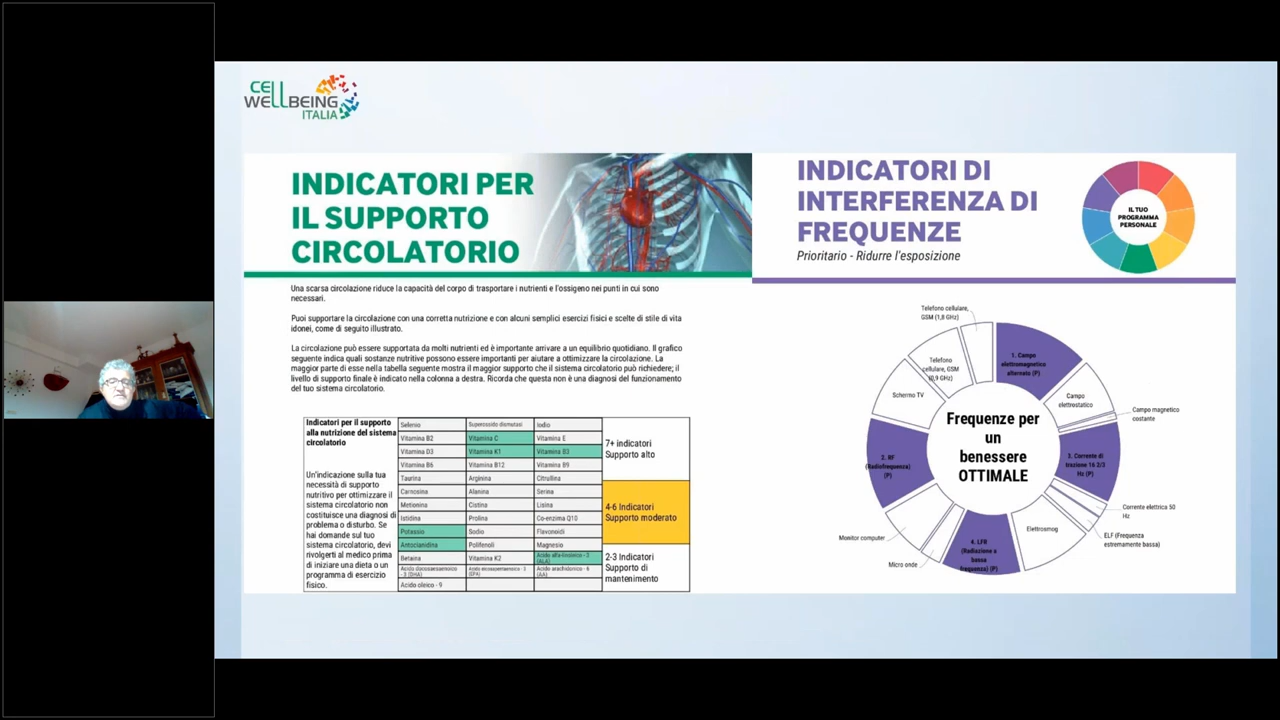 CELL
WELLBEING
ITALIA
INDICATORI PER
IL SUPPORTO
CIRCOLATORIO
Una scarsa circolazione riduce la capacità del corpo di trasportare i nutrienti e l'ossigeno nei punti in cui sono
necessari.
Puoi supportare la circolazione con una corretta nutrizione e con alcuni semplici esercizi fisici e scelte di stile di vita
idonei, come di seguito illustrato.
La circolazione può essere supportata da molti nutrienti ed è importante arrivare a un equilibrio quotidiano. Il grafico
seguente indica quali sostanze nutritive possono essere importanti per aiutare a ottimizzare la circolazione. La
maggior parte di esse nella tabella seguente mostra il maggior supporto che il sistema circolatorio può richiedere; il
livello di supporto finale è indicato nella colonna a destra. Ricorda che questa non è una diagnosi del funzionamento
del tuo sistema circolatorio.
Indicatori per il supporto
alla nutrizione del sistema
circolatorio
Un'indicazione sulla tua
necessità di supporto
nutritivo per ottimizzare il
sistema circolatorio non
costituisce una diagnosi di
problema o disturbo. Se
hai domande sul tuo
sistema circolatorio, devi
rivolgerti al medico prima
di iniziare una dieta o un
programma di esercizio
fisico.
Selenio Superossido dismutasi Iodio
Vitamina B2 Vitamina C Vitamina E
Vitamina D3 Vitamina K1 Vitamina B3
Vitamina B6 Vitamina B12 Vitamina B9
Taurina Arginina Citrullina
Carnosina Alanina Serina
Metionina Cistina Lisina
Istidina Prolina Co-enzima Q10
Potassio Sodio Flavonoidi
Antocianidina Polifenoli Magnesio
Betaina Vitamina K2 Acido alfa-linoleico - 3
(ALA)
Acido docosaesaenoico
- 3 (DHA)
Acido eicosapentaenoico - 3
(EPA)
Acido arachidonico - 6
(AA)
Acido oleico - 9
7+ indicatori
Supporto alto
4-6 Indicatori
Supporto moderato
2-3 Indicatori
Supporto di
mantenimento
INDICATORI DI
INTERFERENZA DI
FREQUENZE
Prioritario - Ridurre l'esposizione
IL TUO
PROGRAMMA
PERSONALE
Telefono cellulare,
GSM (1,8 GHz)
1. Campo
elettromagnetico
alternato (P)
Campo
elettrostatico
Campo magnetico
costante
3. Corrente di
trazione 16 2/3
Hz (P)
Corrente elettrica 50
Hz
ELF (Frequenza
estremamente bassa)
Elettrosmog
4. LFR
(Radiazione a
bassa
frequenza) (P)
Micro onde
Monitor computer
2. RF
(Radiofrequenza)
(P)
Schermo TV
Telefono
cellulare, GSM
(0,9 GHz)
Frequenze per
un
benessere
OTTIMALE